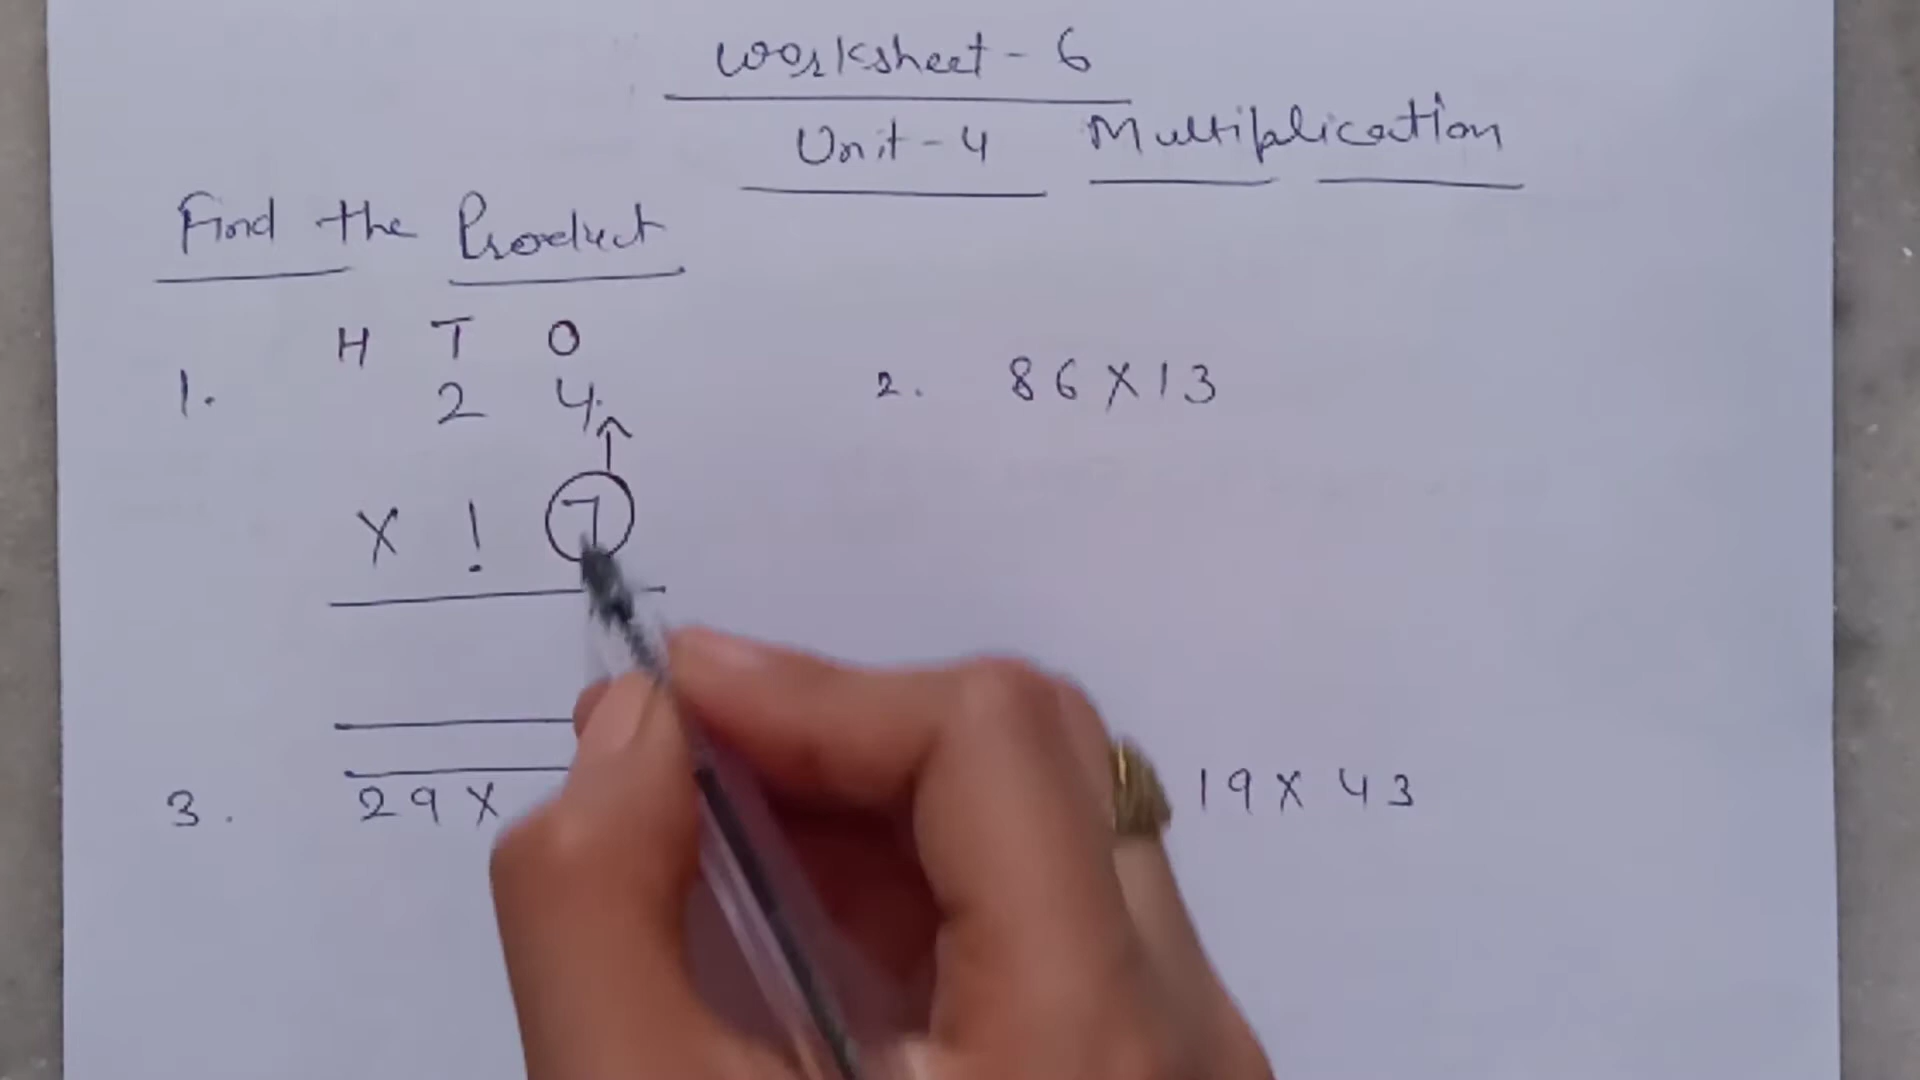 Worksheet - 6
Unit - 4 Multiplication
Find the Product
H T O
1. 2 4
2. 86 X 13
X 1 7
3. 29 X
19 X 43